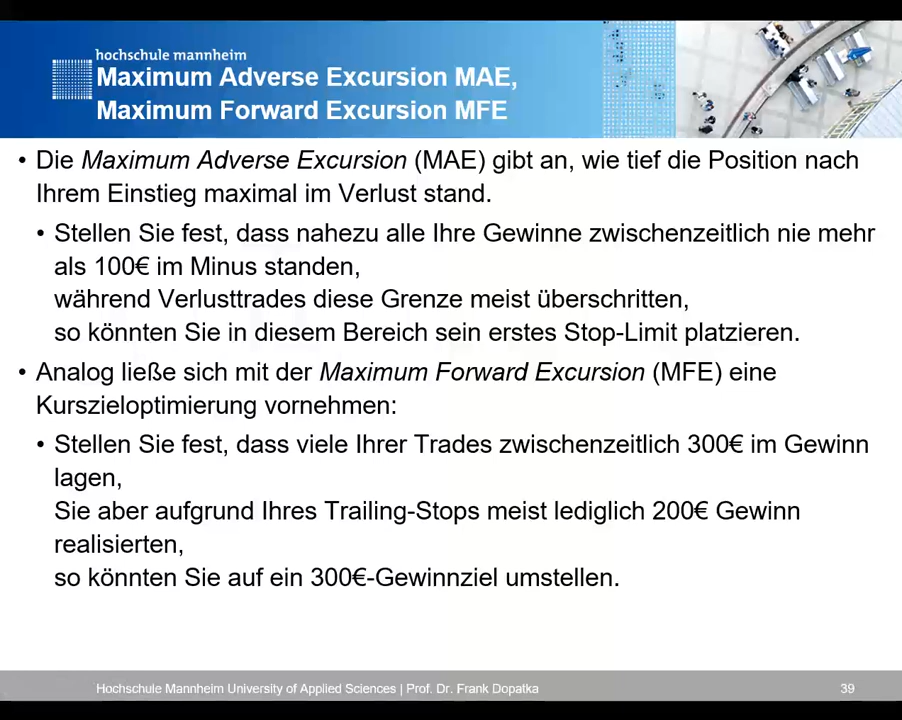 hochschule mannheim
Maximum Adverse Excursion MAE,
Maximum Forward Excursion MFE
• Die Maximum Adverse Excursion (MAE) gibt an, wie tief die Position nach
Ihrem Einstieg maximal im Verlust stand.
• Stellen Sie fest, dass nahezu alle Ihre Gewinne zwischenzeitlich nie mehr
als 100€ im Minus standen,
während Verlusttrades diese Grenze meist überschritten,
so könnten Sie in diesem Bereich sein erstes Stop-Limit platzieren.
• Analog ließe sich mit der Maximum Forward Excursion (MFE) eine
Kurszieloptimierung vornehmen:
• Stellen Sie fest, dass viele Ihrer Trades zwischenzeitlich 300€ im Gewinn
lagen,
Sie aber aufgrund Ihres Trailing-Stops meist lediglich 200€ Gewinn
realisierten,
so könnten Sie auf ein 300€-Gewinnziel umstellen.
Hochschule Mannheim University of Applied Sciences | Prof. Dr. Frank Dopatka
39